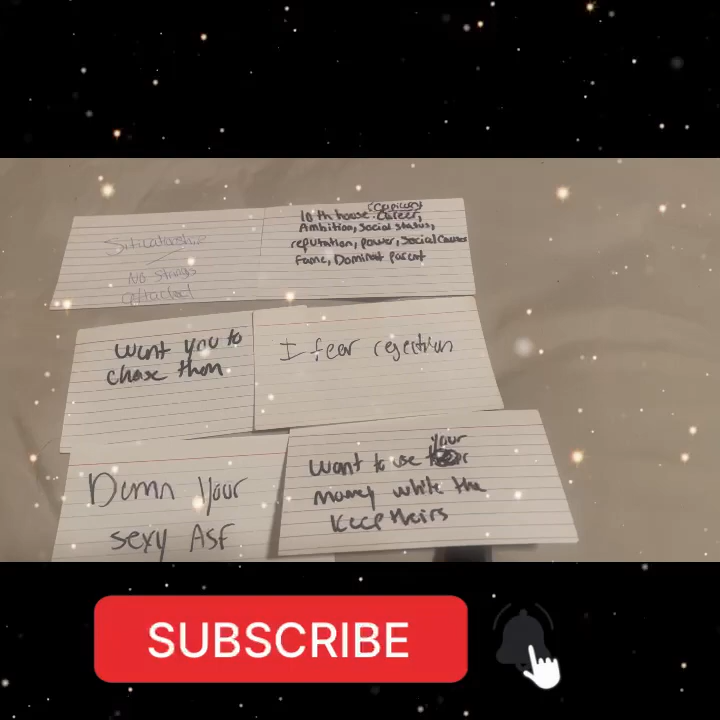 Situationship
No strings
attached
(Capricorn)
10th house: Career,
Ambition, Social status,
reputation, power, Social Causes
Fame, Dominat parent
Want you to
chase them
I fear rejection
Damn Your
sexy ASF
your
Want to use
money while the
Keep theirs
SUBSCRIBE